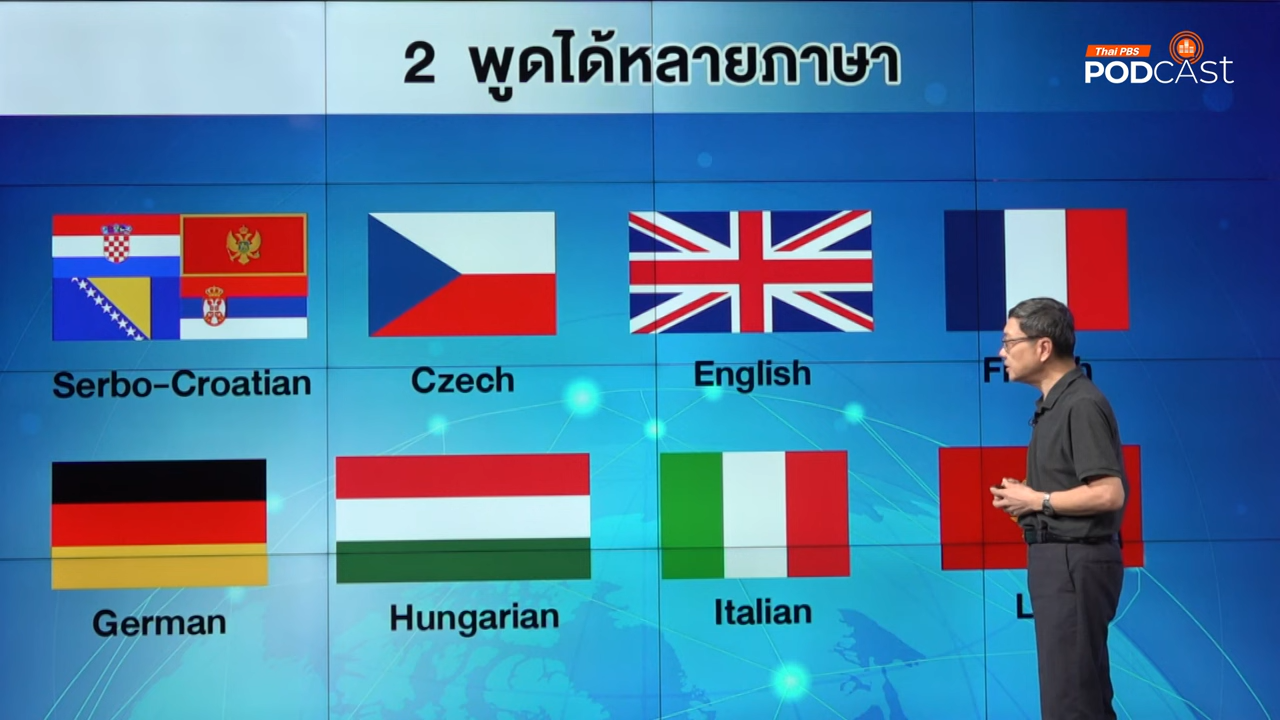 2 พูดได้หลายภาษา
Thai PBS
PODCAst
Serbo-Croatian
Czech
English
German
Hungarian
Italian